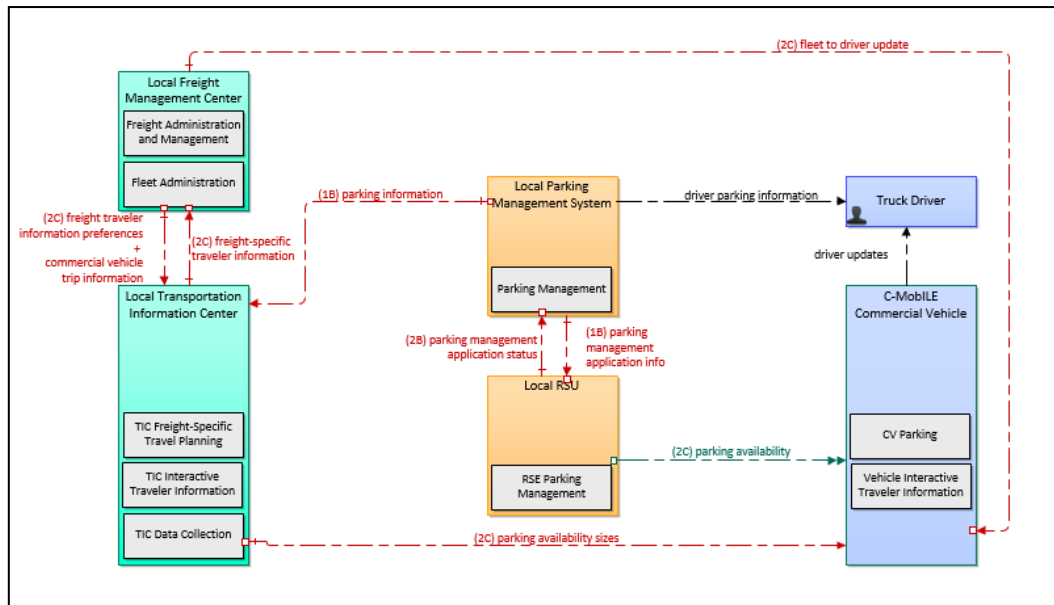 (2C) fleet to driver update
Local Freight
Management Center
Freight Administration
and Management
Fleet Administration
(1B) parking information
Local Parking
Management System
driver parking information
Truck Driver
(2C) freight traveler
information preferences
+
commercial vehicle
trip information
(2C) freight-specific
traveler information
driver updates
Local Transportation
Information Center
Parking Management
C-MobILE
Commercial Vehicle
(2B) parking management
application status
(1B) parking
management
application info
Local RSU
TIC Freight-Specific
Travel Planning
CV Parking
(2C) parking availability
TIC Interactive
Traveler Information
RSE Parking
Management
Vehicle Interactive
Traveler Information
TIC Data Collection
(2C) parking availability sizes